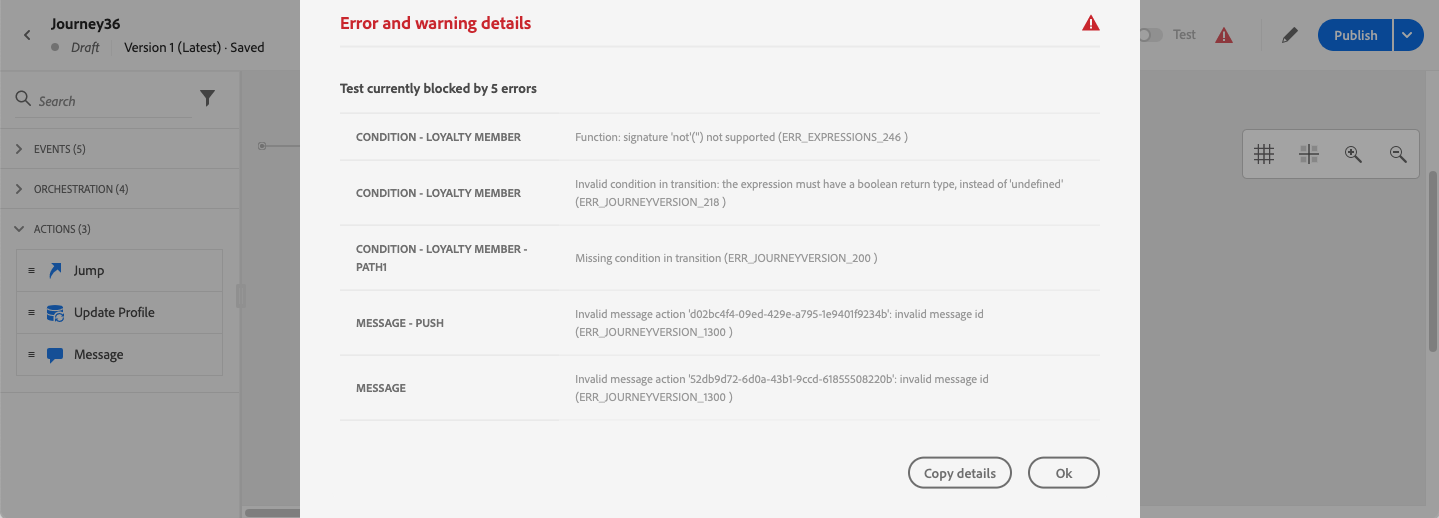 Journey36
Draft
Version 1 (Latest) · Saved
Test
Publish
Search
EVENTS (5)
ORCHESTRATION (4)
ACTIONS (3)
Jump
Update Profile
Message
Error and warning details
Test currently blocked by 5 errors
CONDITION - LOYALTY MEMBER
Function: signature 'not'('') not supported (ERR_EXPRESSIONS_246 )
CONDITION - LOYALTY MEMBER
Invalid condition in transition: the expression must have a boolean return type, instead of 'undefined'
(ERR_JOURNEYVERSION_218 )
CONDITION - LOYALTY MEMBER -
PATH1
Missing condition in transition (ERR_JOURNEYVERSION_200 )
MESSAGE - PUSH
Invalid message action 'd02bc4f4-09ed-429e-a795-1e9401f9234b': invalid message id
(ERR_JOURNEYVERSION_1300 )
MESSAGE
Invalid message action '52db9d72-6d0a-43b1-9ccd-61855508220b': invalid message id
(ERR_JOURNEYVERSION_1300 )
Copy details
Ok